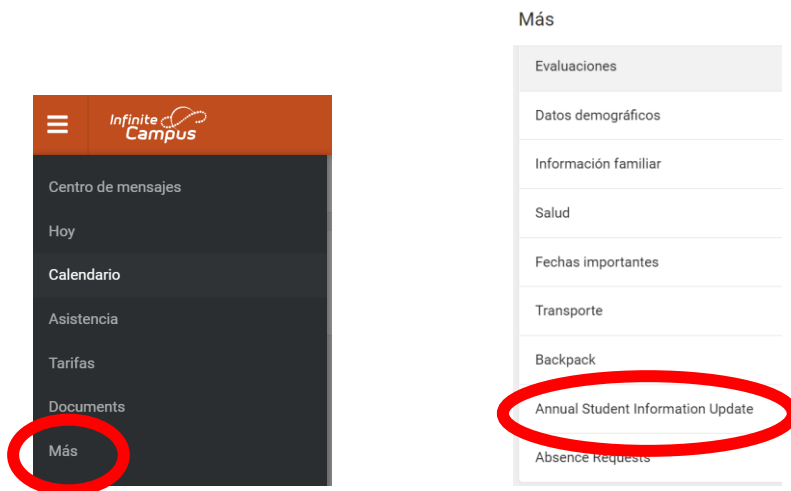 Infinite
Campus
Centro de mensajes
Hoy
Calendario
Asistencia
Tarifas
Documents
Más
Más
Evaluaciones
Datos demográficos
Información familiar
Salud
Fechas importantes
Transporte
Backpack
Annual Student Information Update
Absence Requests